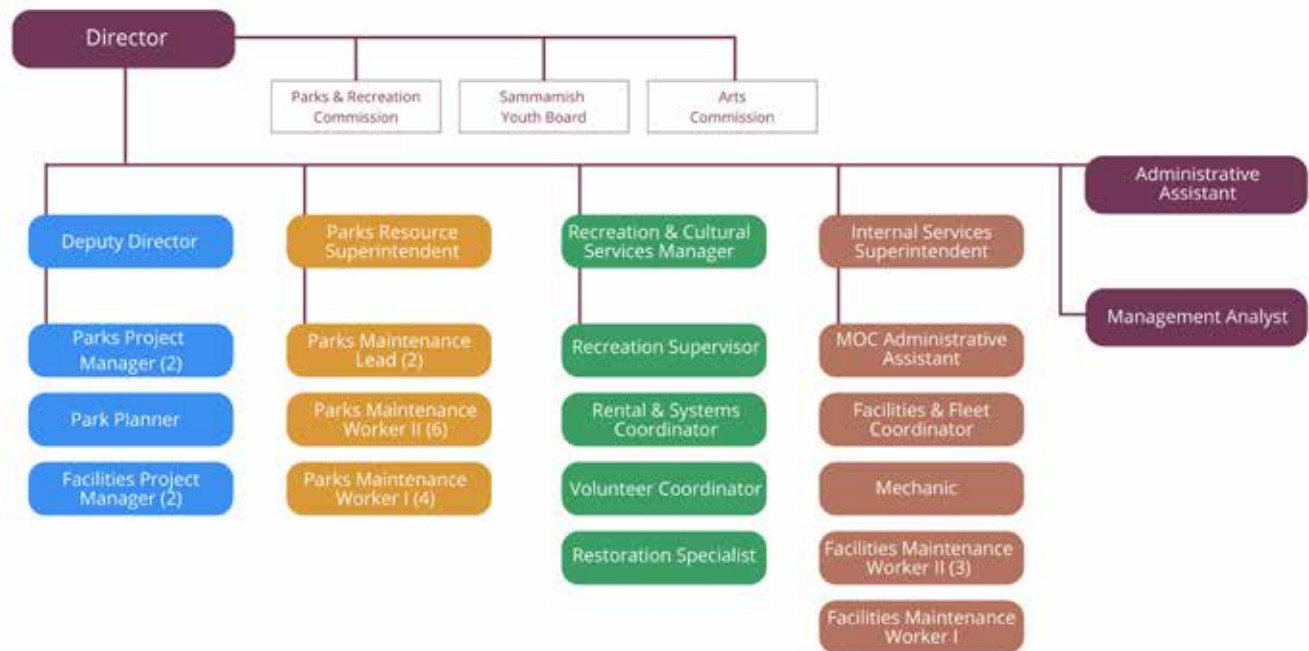 Director
Parks & Recreation
Commission
Sammamish
Youth Board
Arts
Commission
Administrative
Assistant
Deputy Director
Parks Resource
Superintendent
Recreation & Cultural
Services Manager
Internal Services
Superintendent
Management Analyst
Parks Project
Manager (2)
Parks Maintenance
Lead (2)
Recreation Supervisor
MOC Administrative
Assistant
Park Planner
Parks Maintenance
Worker II (6)
Rental & Systems
Coordinator
Facilities & Fleet
Coordinator
Facilities Project
Manager (2)
Parks Maintenance
Worker I (4)
Volunteer Coordinator
Mechanic
Restoration Specialist
Facilities Maintenance
Worker II (3)
Facilities Maintenance
Worker I